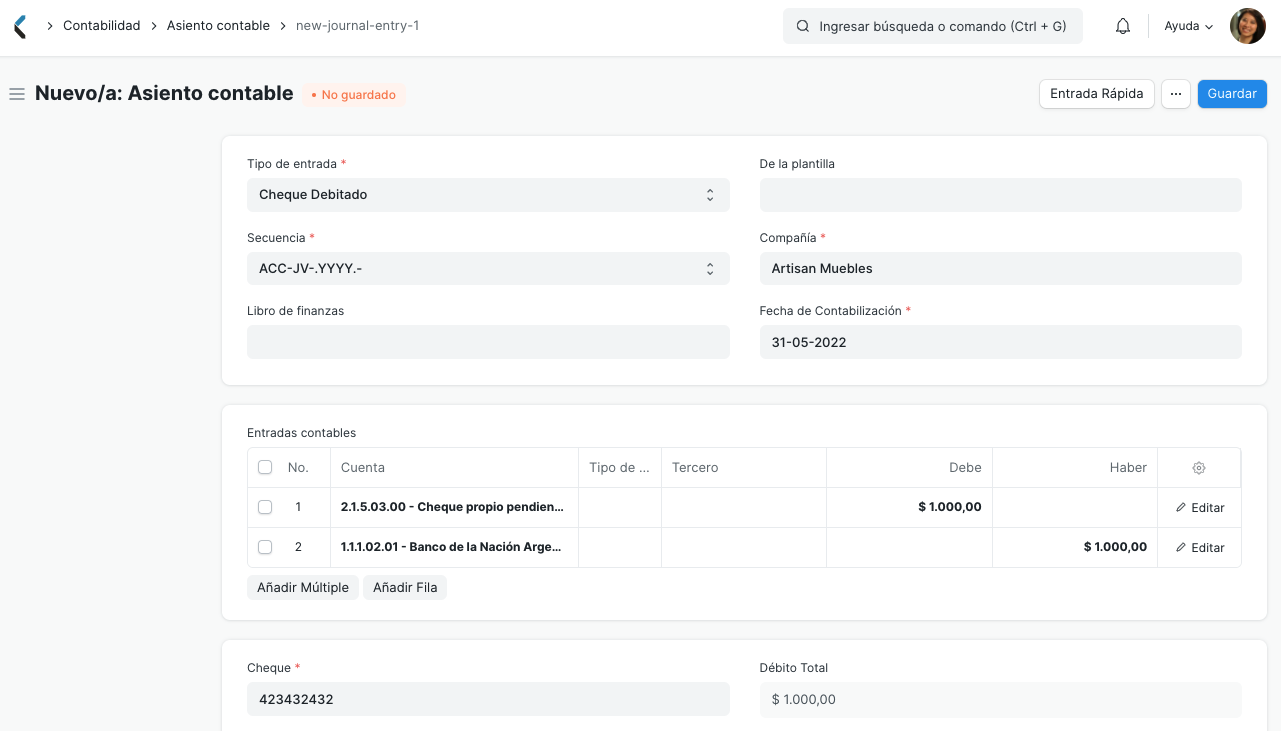 Contabilidad Asiento contable new-journal-entry-1 Ingresar búsqueda o comando (Ctrl + G) Ayuda
Nuevo/a: Asiento contable • No guardado Entrada Rápida ··· Guardar
Tipo de entrada * De la plantilla
Cheque Debitado
Secuencia * Compañía *
ACC-JV-.YYYY.- Artisan Muebles
Libro de finanzas Fecha de Contabilización *
31-05-2022
Entradas contables
No. Cuenta Tipo de ... Tercero Debe Haber
1 2.1.5.03.00 - Cheque propio pendien... $ 1.000,00 Editar
2 1.1.1.02.01 - Banco de la Nación Arge... $ 1.000,00 Editar
Añadir Múltiple Añadir Fila
Cheque * Débito Total
423432432 $ 1.000,00